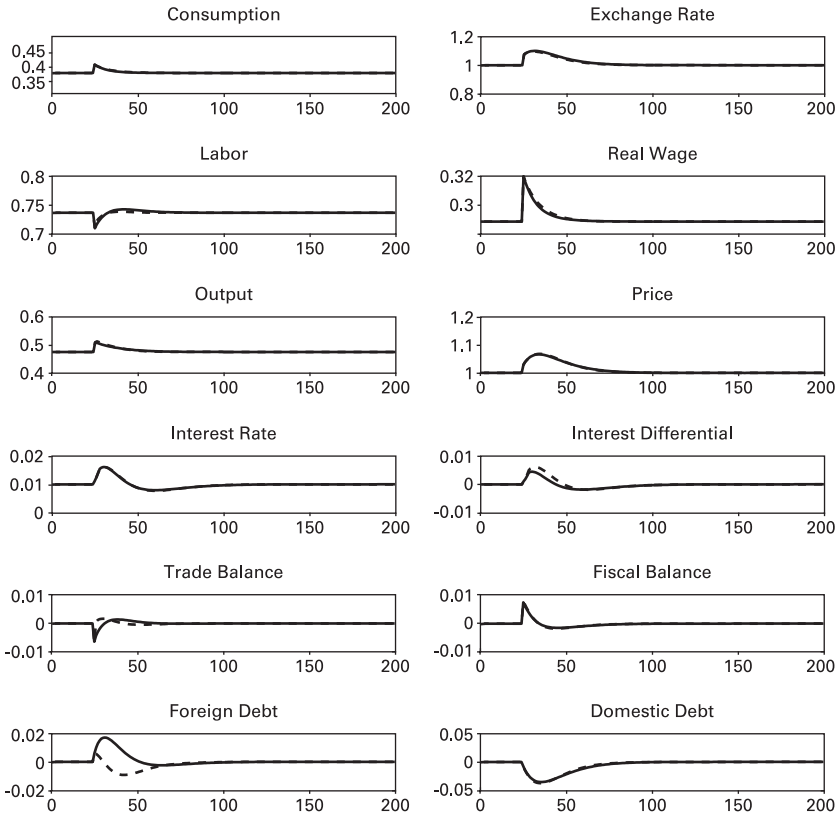 Consumption
0.45
0.4
0.35
0 50 100 150 200
Exchange Rate
1.2
1
0.8
0 50 100 150 200
Labor
0.8
0.75
0.7
0 50 100 150 200
Real Wage
0.32
0.3
0 50 100 150 200
Output
0.6
0.5
0.4
0 50 100 150 200
Price
1.2
1.1
1
0 50 100 150 200
Interest Rate
0.02
0.01
0
0 50 100 150 200
Interest Differential
0.01
0
-0.01
0 50 100 150 200
Trade Balance
0.01
0
-0.01
0 50 100 150 200
Fiscal Balance
0.01
0
-0.01
0 50 100 150 200
Foreign Debt
0.02
0
-0.02
0 50 100 150 200
Domestic Debt
0.05
0
-0.05
0 50 100 150 200